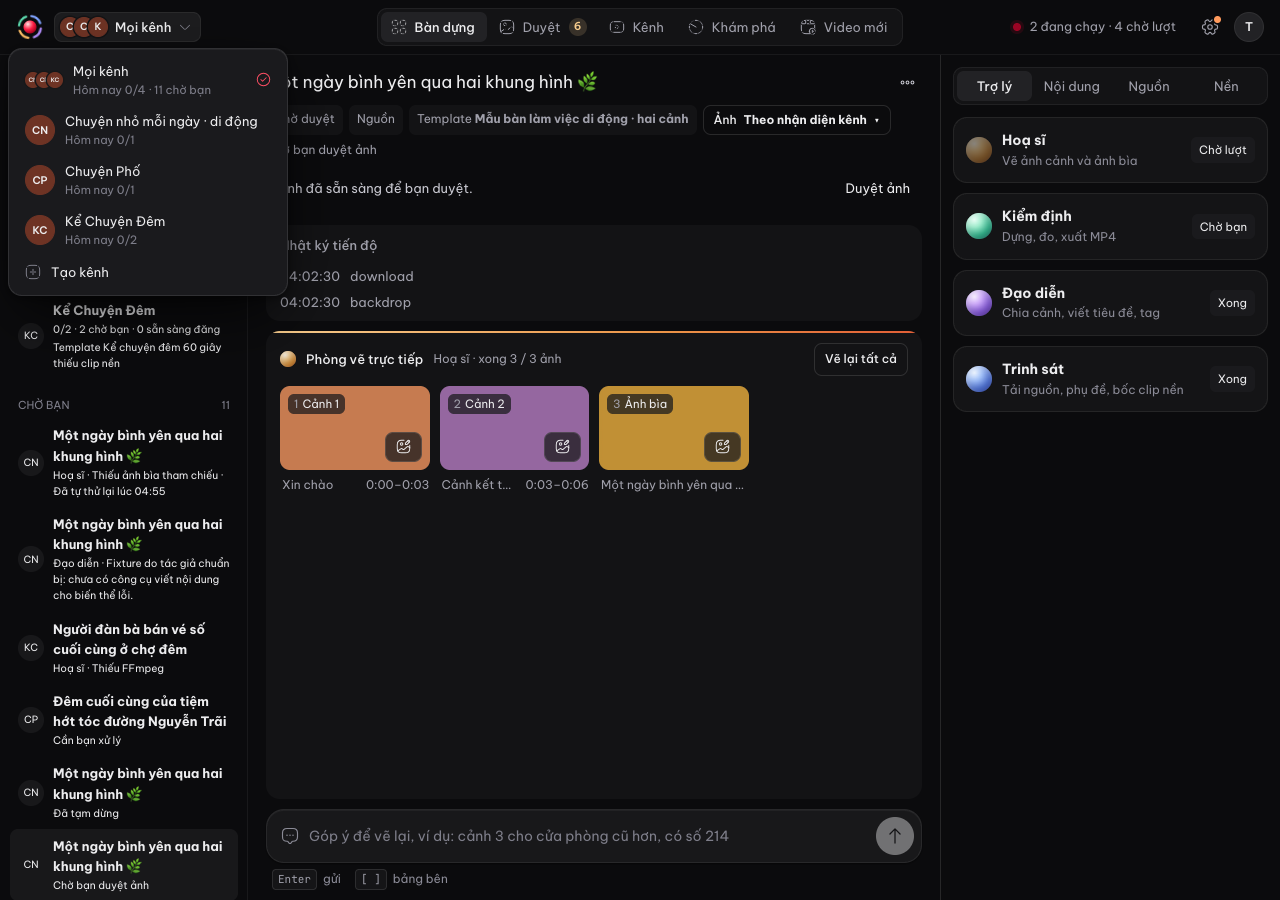 C C K Mọi kênh
Bàn dựng
Duyệt 6
Kênh
Khám phá
Video mới
2 đang chạy · 4 chờ lượt
T
CN CP KC Mọi kênh
Hôm nay 0/4 · 11 chờ bạn
CN Chuyện nhỏ mỗi ngày · di động
Hôm nay 0/1
CP Chuyện Phố
Hôm nay 0/1
KC Kể Chuyện Đêm
Hôm nay 0/2
Tạo kênh
Kể Chuyện Đêm
KC
0/2 · 2 chờ bạn · 0 sẵn sàng đăng
Template Kể chuyện đêm 60 giây
thiếu clip nền
CHỜ BẠN 11
Một ngày bình yên qua hai
khung hình 🌿
CN
Hoạ sĩ · Thiếu ảnh bìa tham chiếu ·
Đã tự thử lại lúc 04:55
Một ngày bình yên qua hai
khung hình 🌿
CN
Đạo diễn · Fixture do tác giả chuẩn
bị: chưa có công cụ viết nội dung
cho biến thể lỗi.
Người đàn bà bán vé số
KC
cuối cùng ở chợ đêm
Hoạ sĩ · Thiếu FFmpeg
Đêm cuối cùng của tiệm
CP
hớt tóc đường Nguyễn Trãi
Cần bạn xử lý
Một ngày bình yên qua hai
CN
khung hình 🌿
Đã tạm dừng
Một ngày bình yên qua hai
CN
khung hình 🌿
Chờ bạn duyệt ảnh
ột ngày bình yên qua hai khung hình 🌿
duyệt
Nguồn
Template Mẫu bàn làm việc di động · hai cảnh
Ảnh Theo nhận diện kênh
bạn duyệt ảnh
nh đã sẵn sàng để bạn duyệt.
Duyệt ảnh
hật ký tiến độ
4:02:30 download
04:02:30 backdrop
Phòng vẽ trực tiếp Hoạ sĩ · xong 3 / 3 ảnh
Vẽ lại tất cả
1 Cảnh 1
2 Cảnh 2
3 Ảnh bìa
Xin chào 0:00–0:03
Cảnh kết t... 0:03–0:06
Một ngày bình yên qua ...
Góp ý để vẽ lại, ví dụ: cảnh 3 cho cửa phòng cũ hơn, có số 214
Enter gửi [ ] bảng bên
Trợ lý
Nội dung
Nguồn
Nền
Hoạ sĩ
Vẽ ảnh cảnh và ảnh bìa
Chờ lượt
Kiểm định
Dựng, đo, xuất MP4
Chờ bạn
Đạo diễn
Chia cảnh, viết tiêu đề, tag
Xong
Trinh sát
Tải nguồn, phụ đề, bốc clip nền
Xong